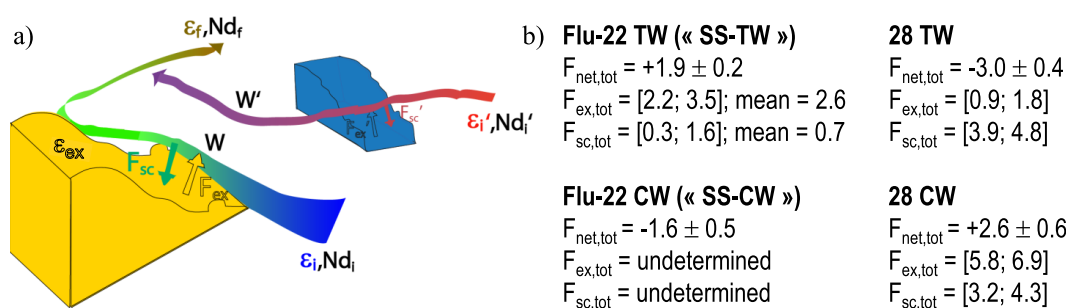 a)
εf,Ndf
W'
Fsc'
Fex'
εi',Ndi'
εex
W
Fsc
Fex
εi,Ndi
b)
Flu-22 TW (« SS-TW »)
Fnet,tot = +1.9 ± 0.2
Fex,tot = [2.2; 3.5]; mean = 2.6
Fsc,tot = [0.3; 1.6]; mean = 0.7
28 TW
Fnet,tot = -3.0 ± 0.4
Fex,tot = [0.9; 1.8]
Fsc,tot = [3.9; 4.8]
Flu-22 CW (« SS-CW »)
Fnet,tot = -1.6 ± 0.5
Fex,tot = undetermined
Fsc,tot = undetermined
28 CW
Fnet,tot = +2.6 ± 0.6
Fex,tot = [5.8; 6.9]
Fsc,tot = [3.2; 4.3]